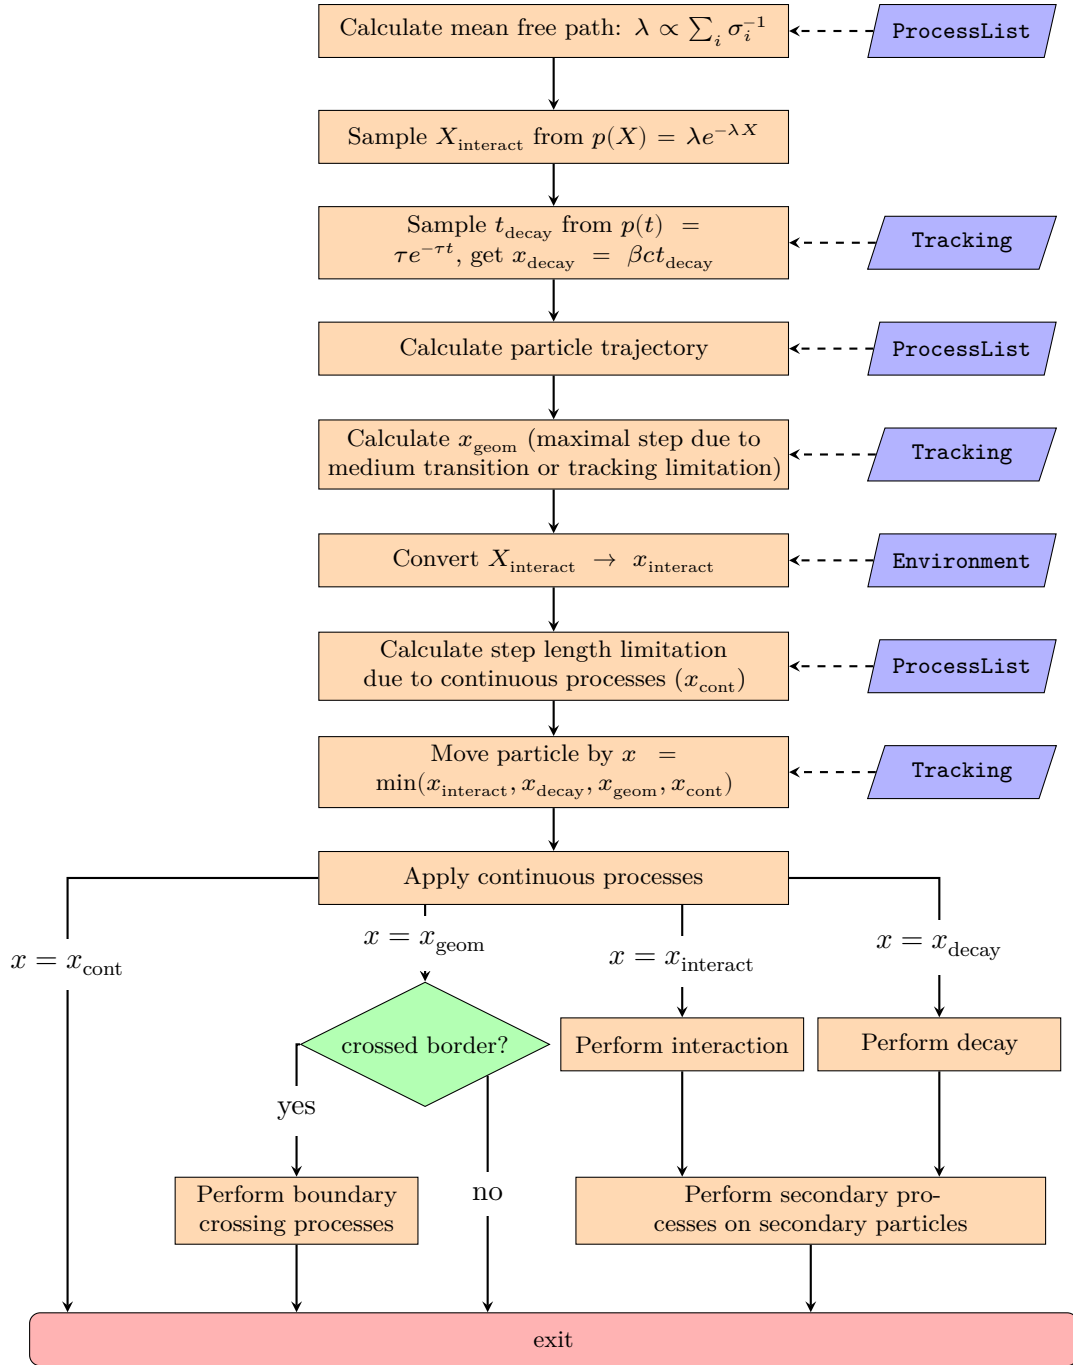 Calculate mean free path: λ ∝ ∑_i σ_i^{-1}
ProcessList
Sample X_interact from p(X) = λe^{-λX}
Sample t_decay from p(t) =
τe^{-τt}, get x_decay = βct_decay
Tracking
Calculate particle trajectory
ProcessList
Calculate x_geom (maximal step due to
medium transition or tracking limitation)
Tracking
Convert X_interact → x_interact
Environment
Calculate step length limitation
due to continuous processes (x_cont)
ProcessList
Move particle by x =
min(x_interact, x_decay, x_geom, x_cont)
Tracking
Apply continuous processes
x = x_cont
x = x_geom
x = x_interact
x = x_decay
crossed border?
Perform interaction
Perform decay
yes
no
Perform boundary
crossing processes
Perform secondary pro-
cesses on secondary particles
exit